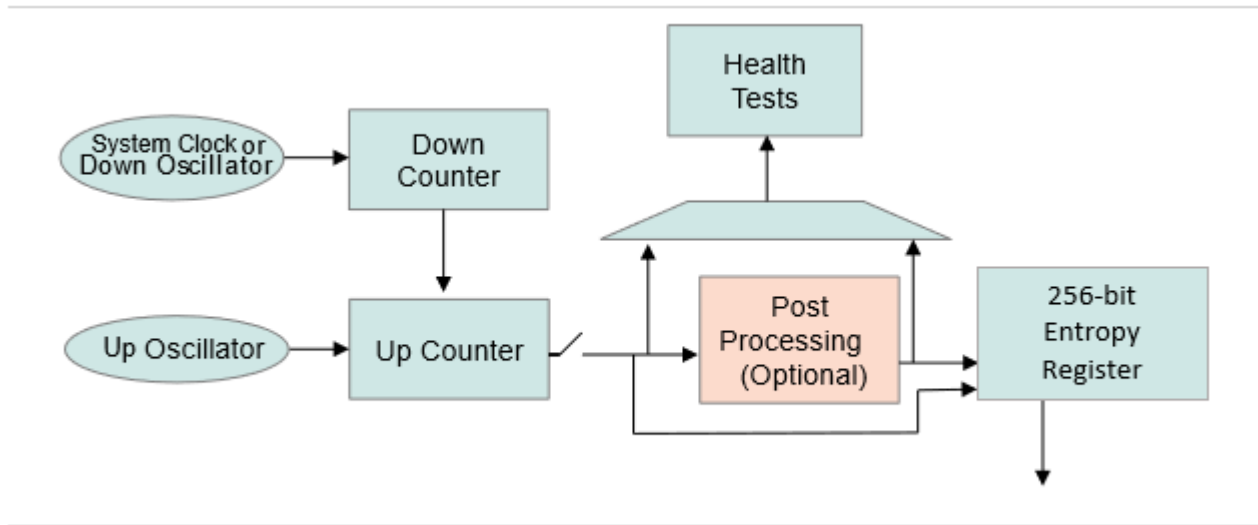 Health
Tests
System Clock or
Down Oscillator
Down
Counter
Up Oscillator
Up Counter
Post
Processing
(Optional)
256-bit
Entropy
Register